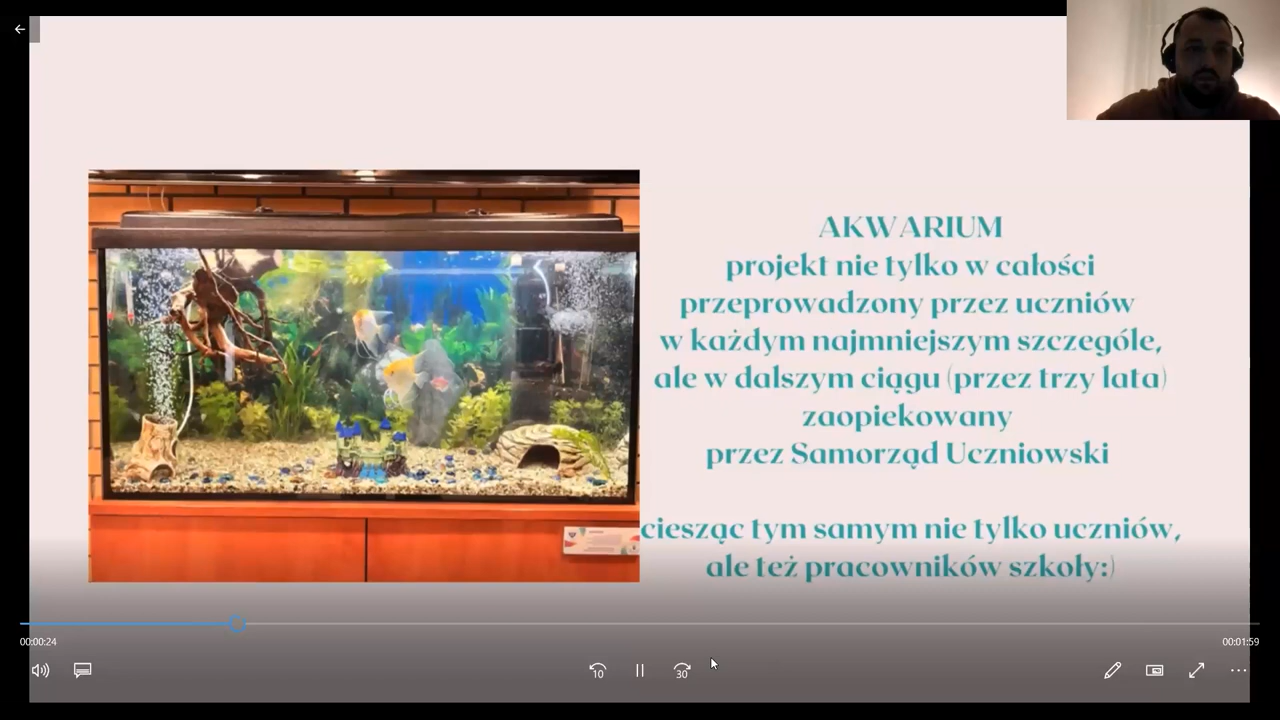 AKWARIUM
projekt nie tylko w całości
przeprowadzony przez uczniów
w każdym najmniejszym szczególe,
ale w dalszym ciągu (przez trzy lata)
zaopiekowany
przez Samorząd Uczniowski
ciesząc tym samym nie tylko uczniów,
ale też pracowników szkoły:)
00:00:24
00:01:59
10
30